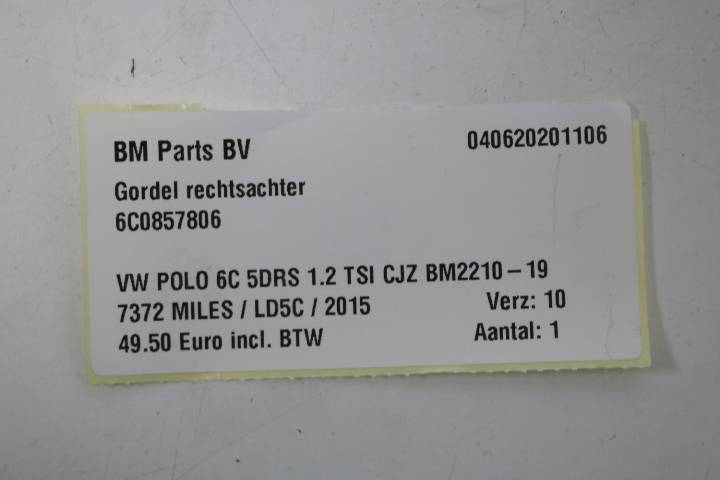 BM Parts BV 040620201106
Gordel rechtsachter
6C0857806
VW POLO 6C 5DRS 1.2 TSI CJZ BM2210-19
7372 MILES / LD5C / 2015 Verz: 10
49.50 Euro incl. BTW Aantal: 1